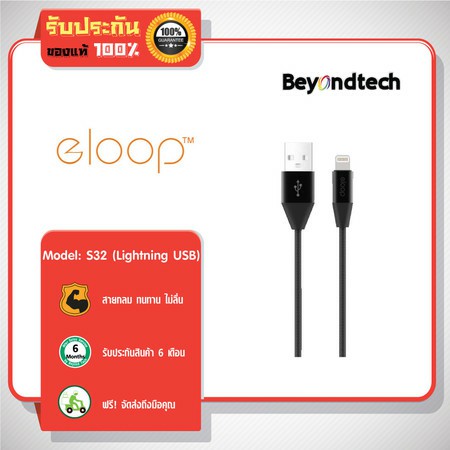 รับประกัน
ของแท้ 100%
100%
GUARANTEE
Beyondtech
eloop™
eloop
Model: S32 (Lightning USB)
สายกลม ทนทาน ไม่ลื่น
6
Months
รับประกันสินค้า 6 เดือน
ฟรี! จัดส่งถึงมือคุณ